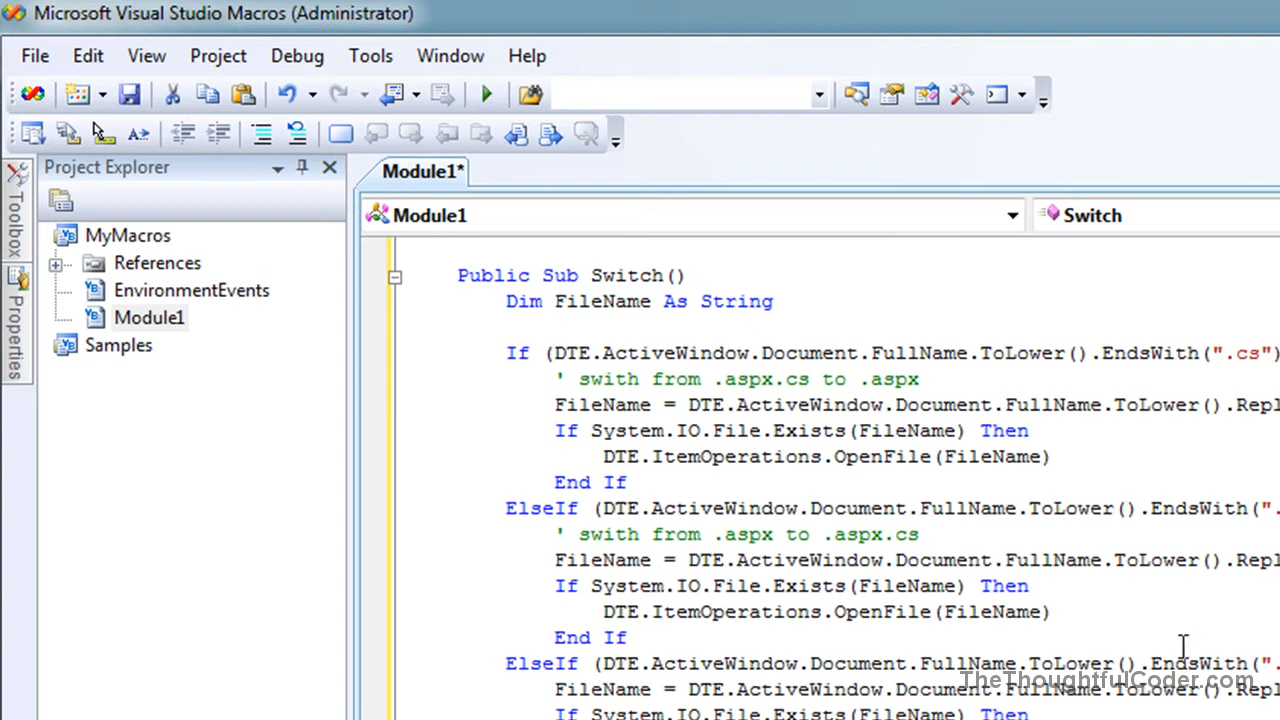 Microsoft Visual Studio Macros (Administrator)
File Edit View Project Debug Tools Window Help
Project Explorer
Module1*
Toolbox
Properties
MyMacros
References
EnvironmentEvents
Module1
Samples
Module1
Switch
Public Sub Switch()
Dim FileName As String
If (DTE.ActiveWindow.Document.FullName.ToLower().EndsWith(".cs")
' swith from .aspx.cs to .aspx
FileName = DTE.ActiveWindow.Document.FullName.ToLower().Repl
If System.IO.File.Exists(FileName) Then
DTE.ItemOperations.OpenFile(FileName)
End If
ElseIf (DTE.ActiveWindow.Document.FullName.ToLower().EndsWith(".
' swith from .aspx to .aspx.cs
FileName = DTE.ActiveWindow.Document.FullName.ToLower().Repl
If System.IO.File.Exists(FileName) Then
DTE.ItemOperations.OpenFile(FileName)
End If
ElseIf (DTE.ActiveWindow.Document.FullName.ToLower().EndsWith(".
FileName = DTE.ActiveWindow.Document.FullName.ToLower().Repl
If System.IO.File.Exists(FileName) Then
TheThoughtfulCoder.com